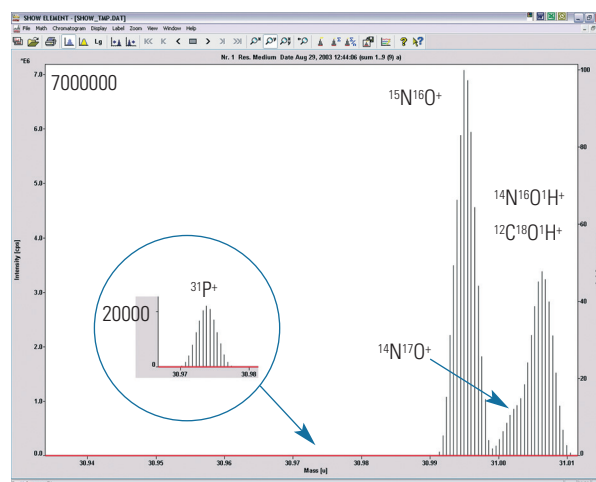 SHOW ELEMENT - [SHOW_TMP.DAT]
File Math Chromatogram Display Label Zoom View Window Help
Lg
Nr. 1 Res. Medium Date Aug 29, 2003 12:44:06 (sum 1..9 (9) a)
*E6
7.0
7000000
100
¹⁵N¹⁶O⁺
6.0
80
5.0
¹⁴N¹⁶O¹H⁺
60
¹²C¹⁸O¹H⁺
4.0
Intensity [cps]
3.0
³¹P⁺
20000
40
¹⁴N¹⁷O⁺
2.0
0
30.97 30.98
20
1.0
0.0
0
30.94 30.95 30.96 30.97 30.98 30.99 31.00 31.01
Mass [u]